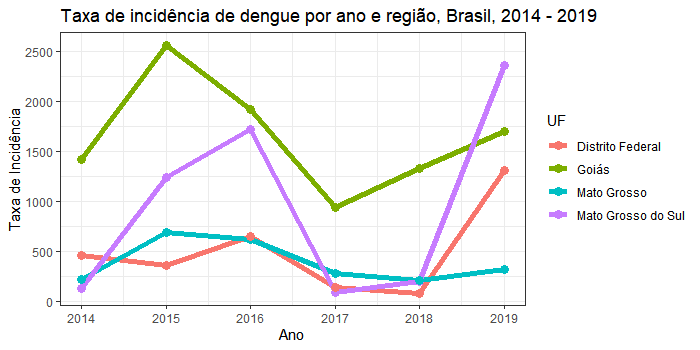 Taxa de incidência de dengue por ano e região, Brasil, 2014 - 2019
2500
2000
1500
1000
500
0
Taxa de Incidência
2014 2015 2016 2017 2018 2019
Ano
UF
Distrito Federal
Goiás
Mato Grosso
Mato Grosso do Sul